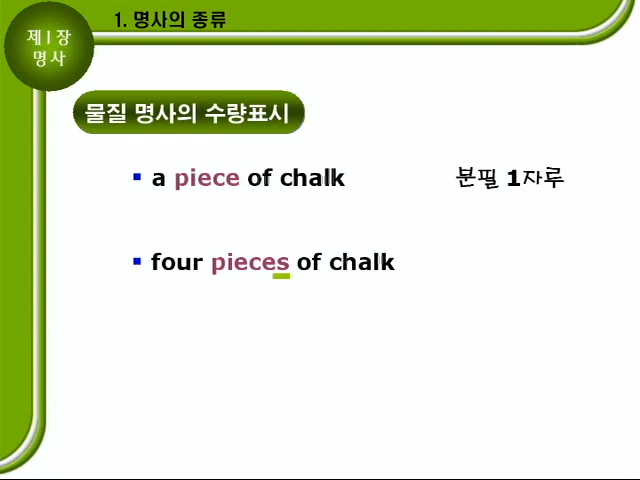 1. 명사의 종류
제1장
명사
물질 명사의 수량표시
▪ a piece of chalk 분필 1자루
▪ four pieces of chalk